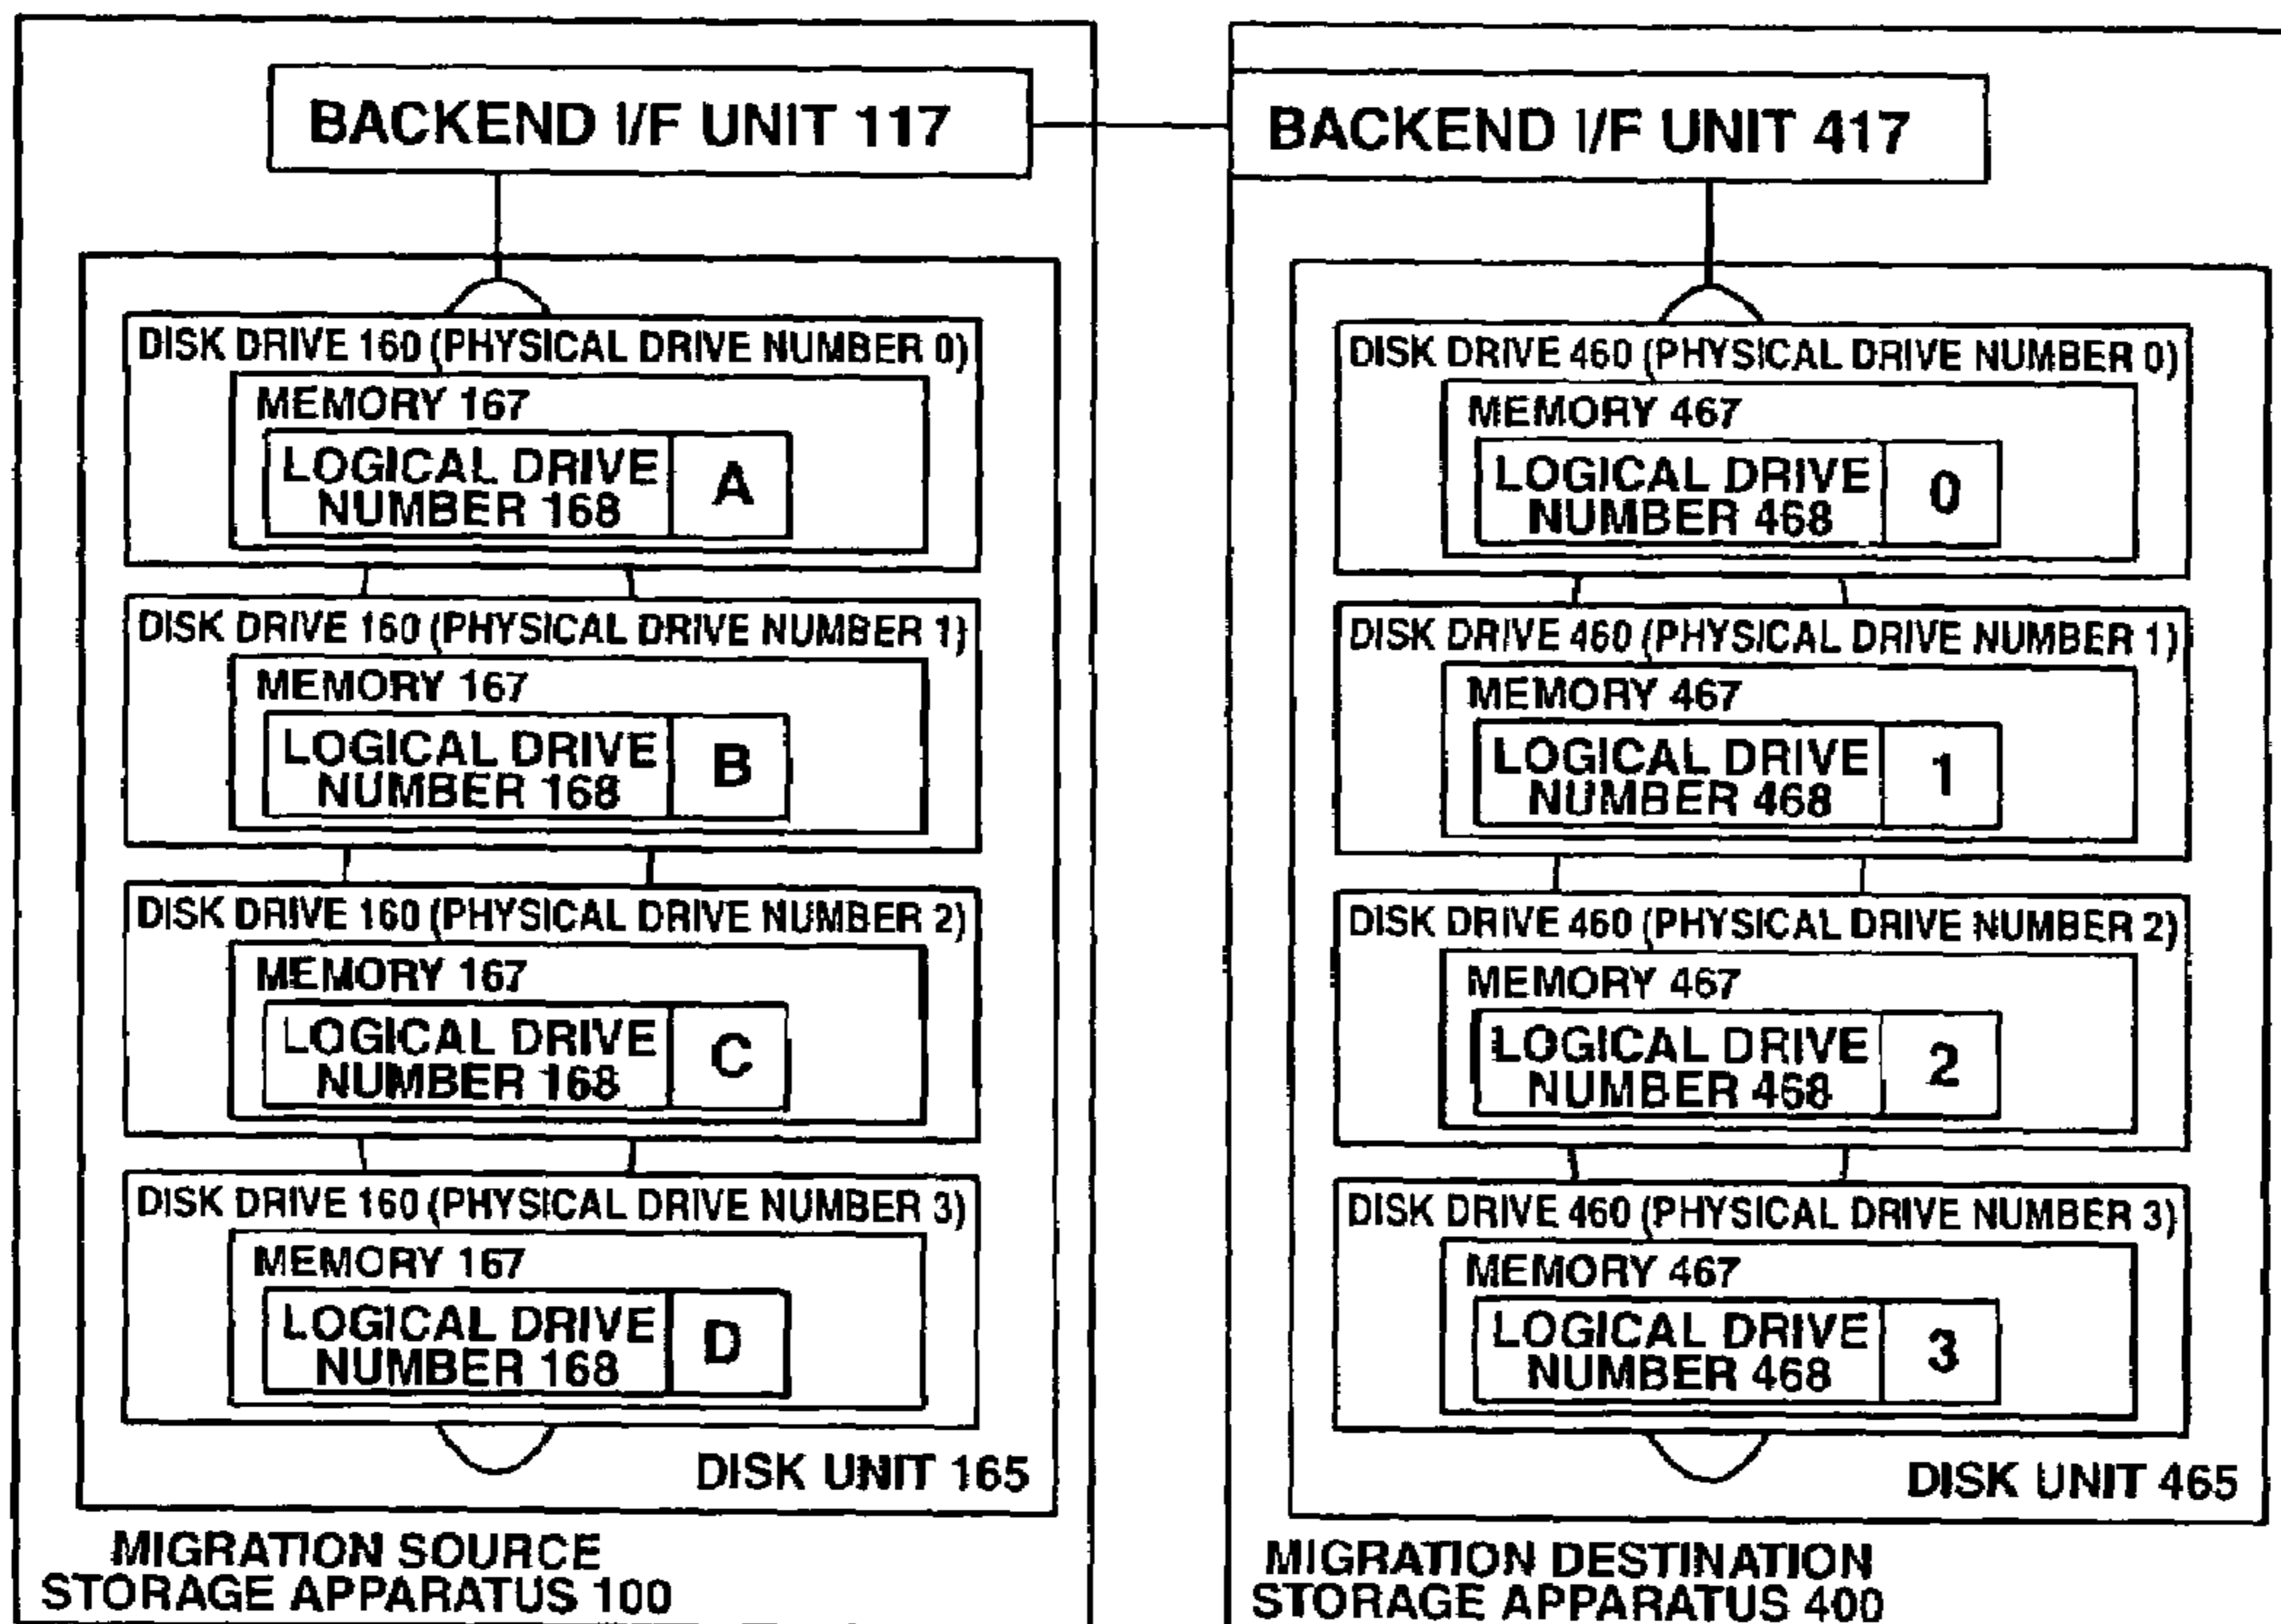 BACKEND I/F UNIT 117
DISK DRIVE 160 (PHYSICAL DRIVE NUMBER 0)
MEMORY 167
LOGICAL DRIVE
NUMBER 168
A
DISK DRIVE 160 (PHYSICAL DRIVE NUMBER 1)
MEMORY 167
LOGICAL DRIVE
NUMBER 168
B
DISK DRIVE 160 (PHYSICAL DRIVE NUMBER 2)
MEMORY 167
LOGICAL DRIVE
NUMBER 168
C
DISK DRIVE 160 (PHYSICAL DRIVE NUMBER 3)
MEMORY 167
LOGICAL DRIVE
NUMBER 168
D
DISK UNIT 165
MIGRATION SOURCE
STORAGE APPARATUS 100
BACKEND I/F UNIT 417
DISK DRIVE 460 (PHYSICAL DRIVE NUMBER 0)
MEMORY 467
LOGICAL DRIVE
NUMBER 468
0
DISK DRIVE 460 (PHYSICAL DRIVE NUMBER 1)
MEMORY 467
LOGICAL DRIVE
NUMBER 468
1
DISK DRIVE 460 (PHYSICAL DRIVE NUMBER 2)
MEMORY 467
LOGICAL DRIVE
NUMBER 468
2
DISK DRIVE 460 (PHYSICAL DRIVE NUMBER 3)
MEMORY 467
LOGICAL DRIVE
NUMBER 468
3
DISK UNIT 465
MIGRATION DESTINATION
STORAGE APPARATUS 400